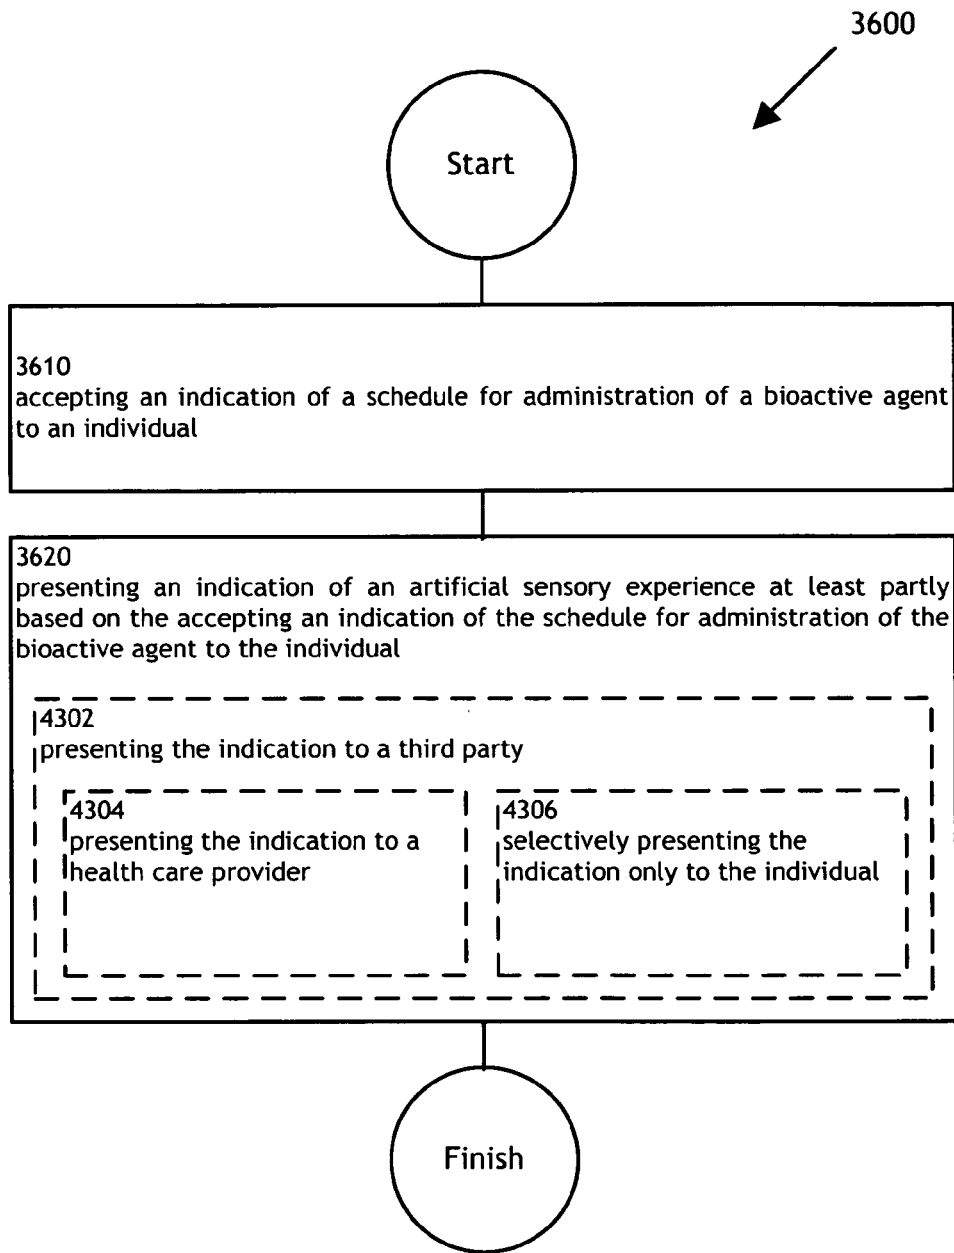 3600
Start
3610
accepting an indication of a schedule for administration of a bioactive agent
to an individual
3620
presenting an indication of an artificial sensory experience at least partly
based on the accepting an indication of the schedule for administration of the
bioactive agent to the individual
4302
presenting the indication to a third party
4304
presenting the indication to a
health care provider
4306
selectively presenting the
indication only to the individual
Finish